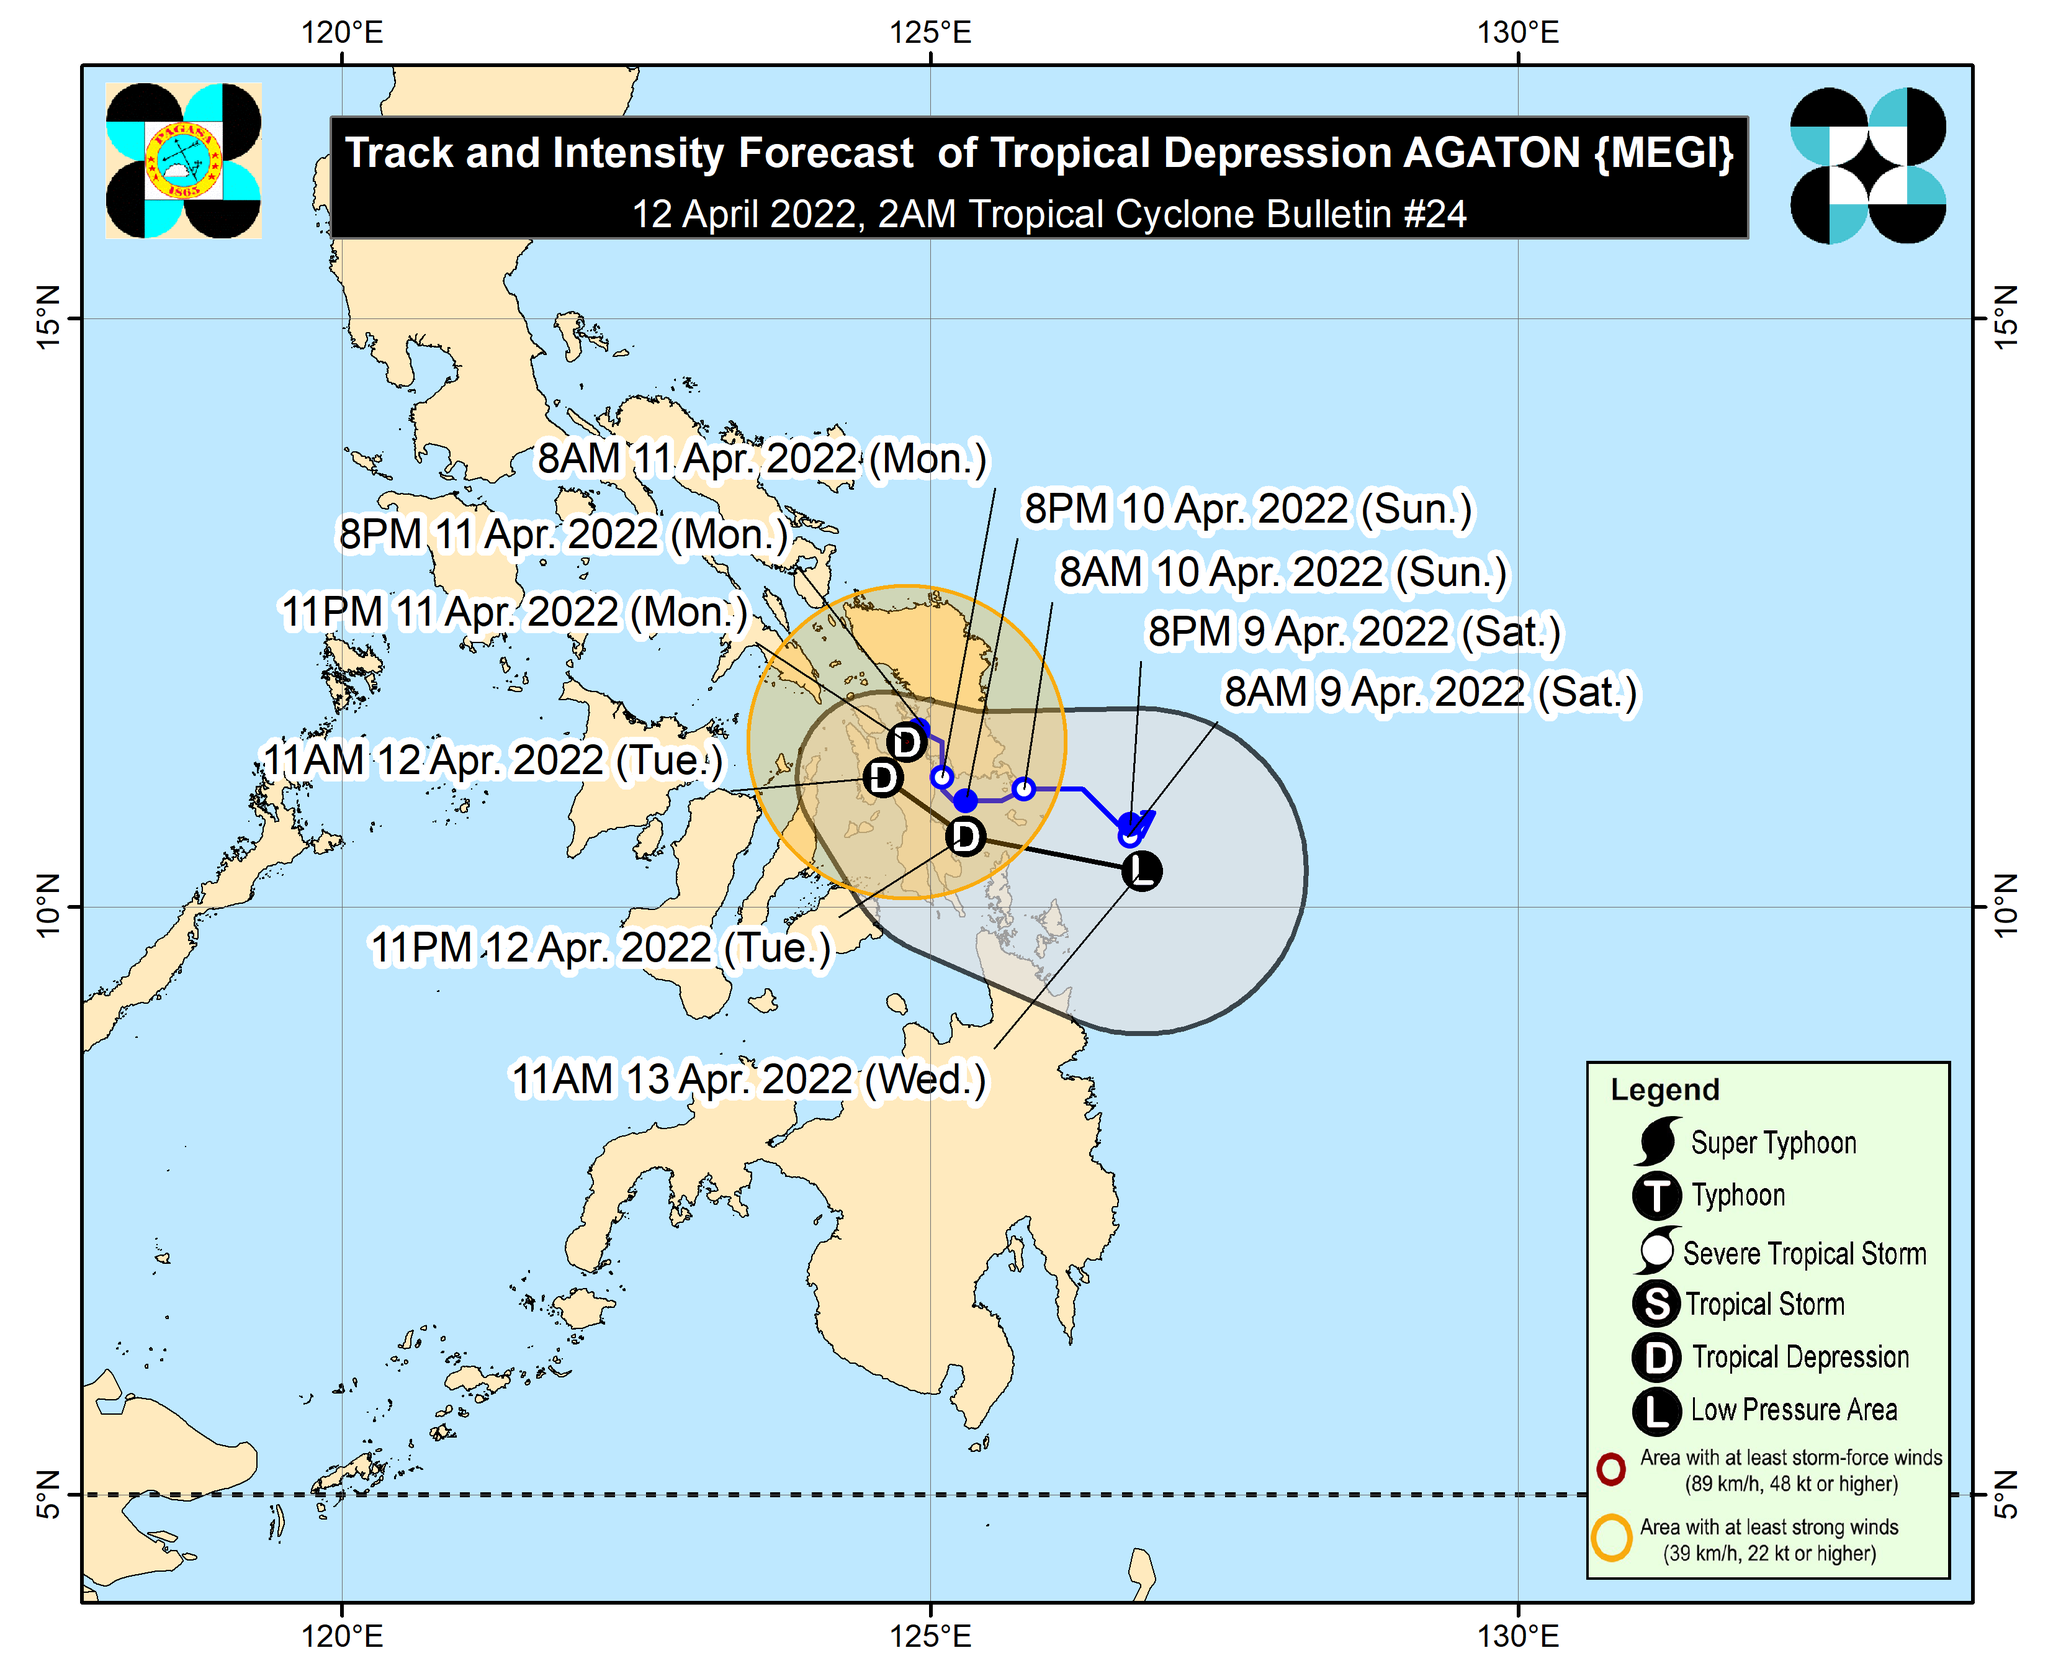 120°E
125°E
130°E
PAGASA
1865
Track and Intensity Forecast of Tropical Depression AGATON {MEGI}
12 April 2022, 2AM Tropical Cyclone Bulletin #24
15°N
15°N
8AM 11 Apr. 2022 (Mon.)
8PM 10 Apr. 2022 (Sun.)
8PM 11 Apr. 2022 (Mon.)
8AM 10 Apr. 2022 (Sun.)
11PM 11 Apr. 2022 (Mon.)
8PM 9 Apr. 2022 (Sat.)
8AM 9 Apr. 2022 (Sat.)
D
11AM 12 Apr. 2022 (Tue.)
D
D
L
10°N
10°N
11PM 12 Apr. 2022 (Tue.)
11AM 13 Apr. 2022 (Wed.)
Legend
Super Typhoon
T Typhoon
Severe Tropical Storm
S Tropical Storm
D Tropical Depression
L Low Pressure Area
Area with at least storm-force winds
(89 km/h, 48 kt or higher)
Area with at least strong winds
(39 km/h, 22 kt or higher)
5°N
5°N
120°E
125°E
130°E